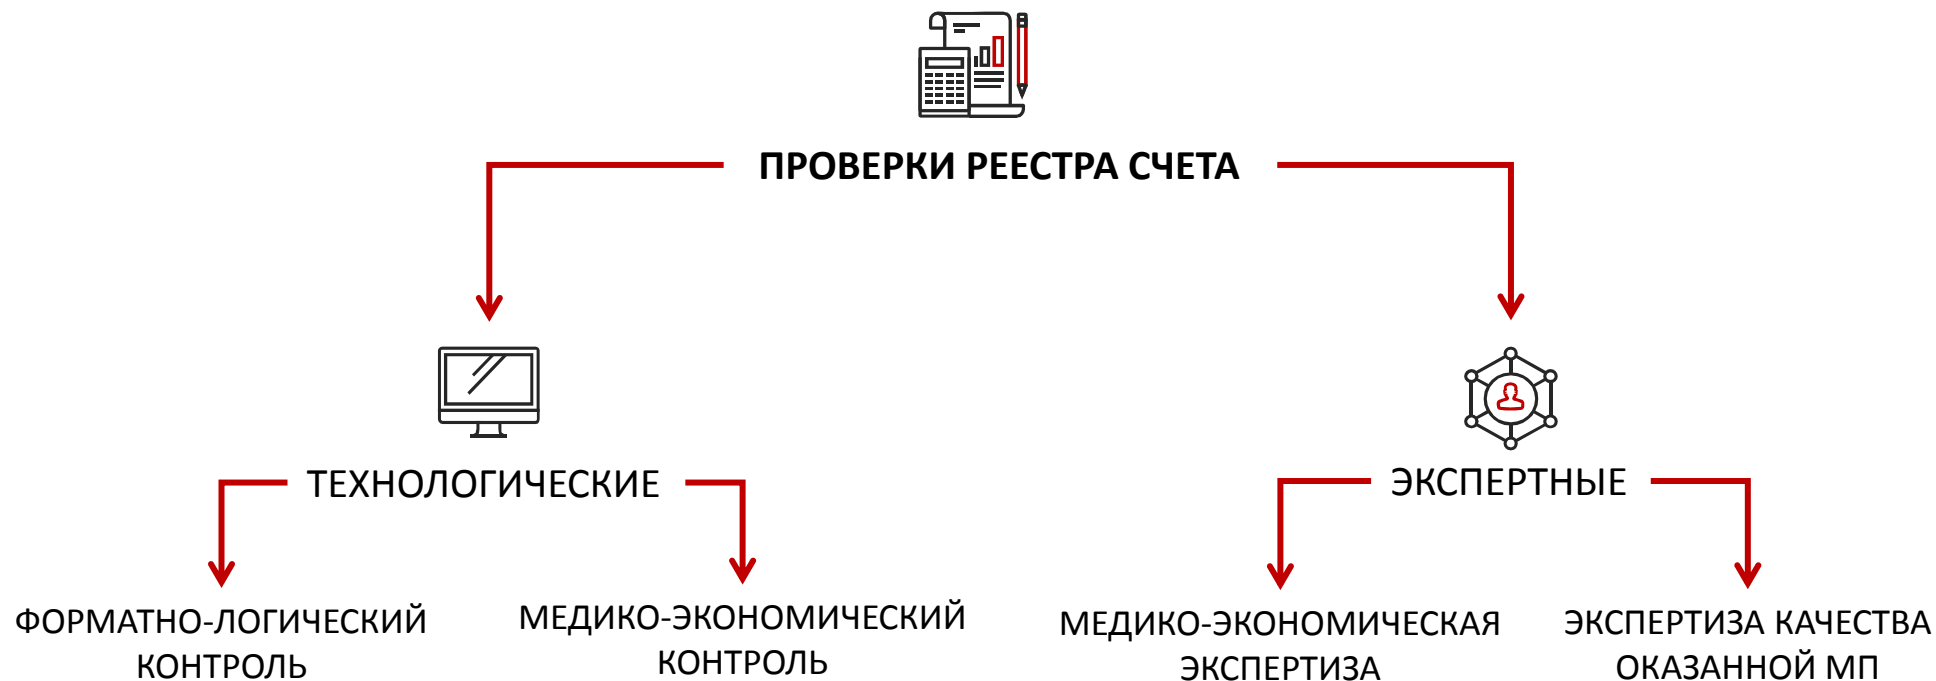 ПРОВЕРКИ РЕЕСТРА СЧЕТА
ТЕХНОЛОГИЧЕСКИЕ
ЭКСПЕРТНЫЕ
ФОРМАТНО-ЛОГИЧЕСКИЙ
КОНТРОЛЬ
МЕДИКО-ЭКОНОМИЧЕСКИЙ
КОНТРОЛЬ
МЕДИКО-ЭКОНОМИЧЕСКАЯ
ЭКСПЕРТИЗА
ЭКСПЕРТИЗА КАЧЕСТВА
ОКАЗАННОЙ МП